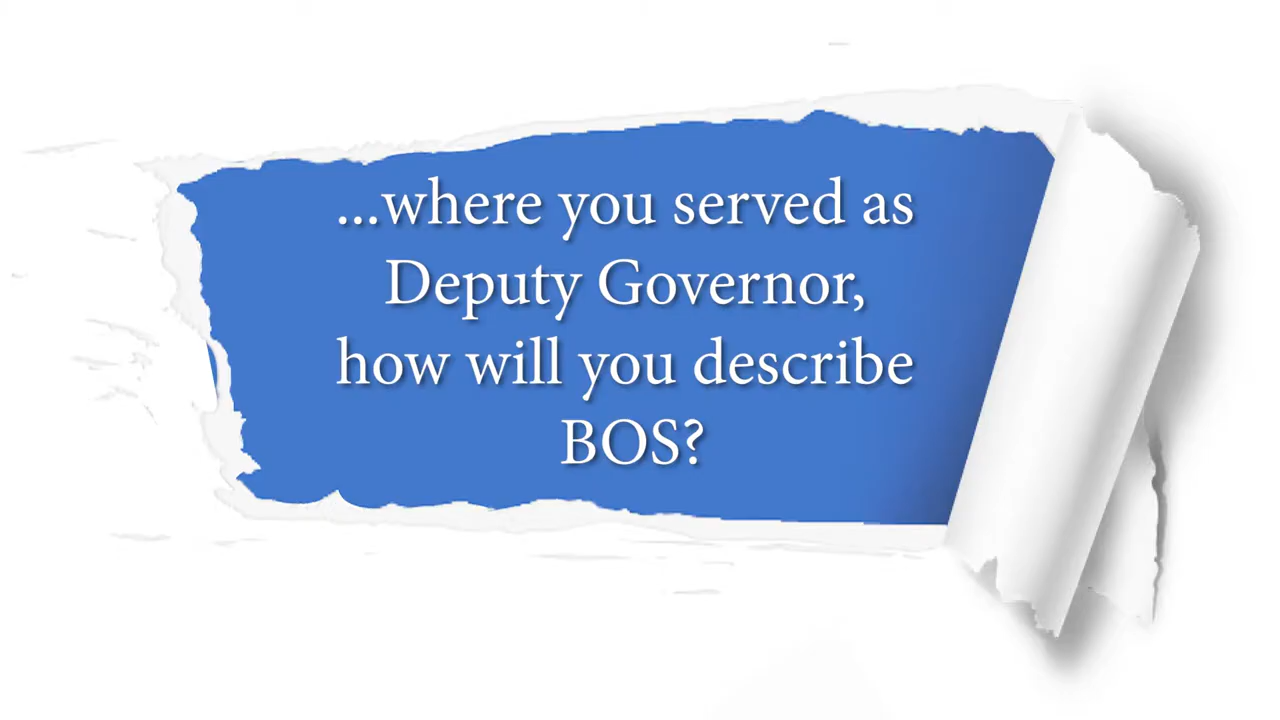 ...where you served as
Deputy Governor,
how will you describe
BOS?